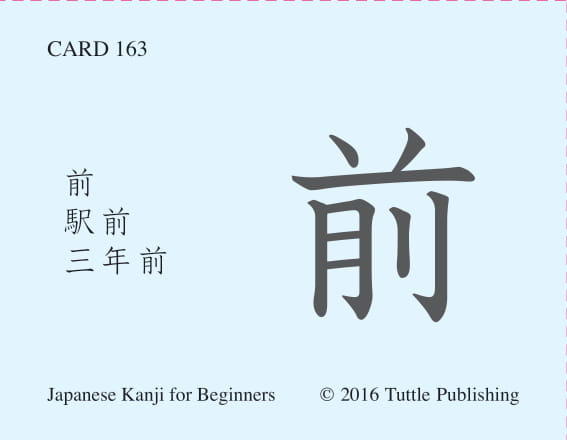 CARD 163
前
前
駅前
三年前
Japanese Kanji for Beginners
© 2016 Tuttle Publishing